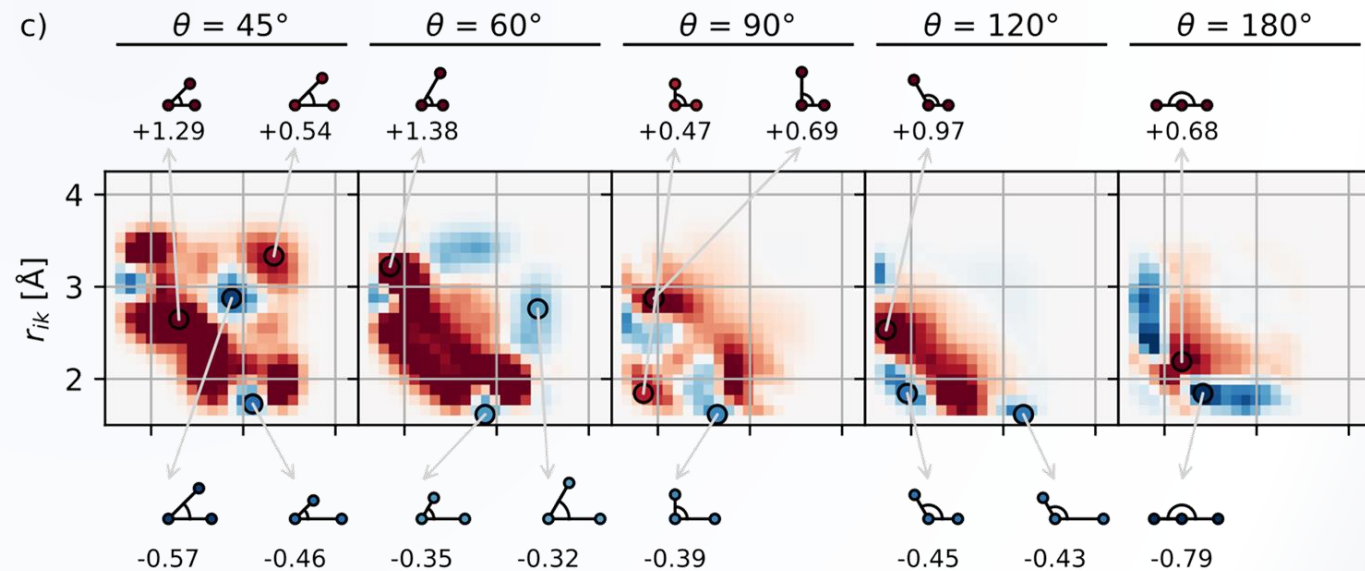 c)
θ = 45° θ = 60° θ = 90° θ = 120° θ = 180°
+1.29 +0.54 +1.38 +0.47 +0.69 +0.97 +0.68
4
3
2
r_{ik} [Å]
-0.57 -0.46 -0.35 -0.32 -0.39 -0.45 -0.43 -0.79